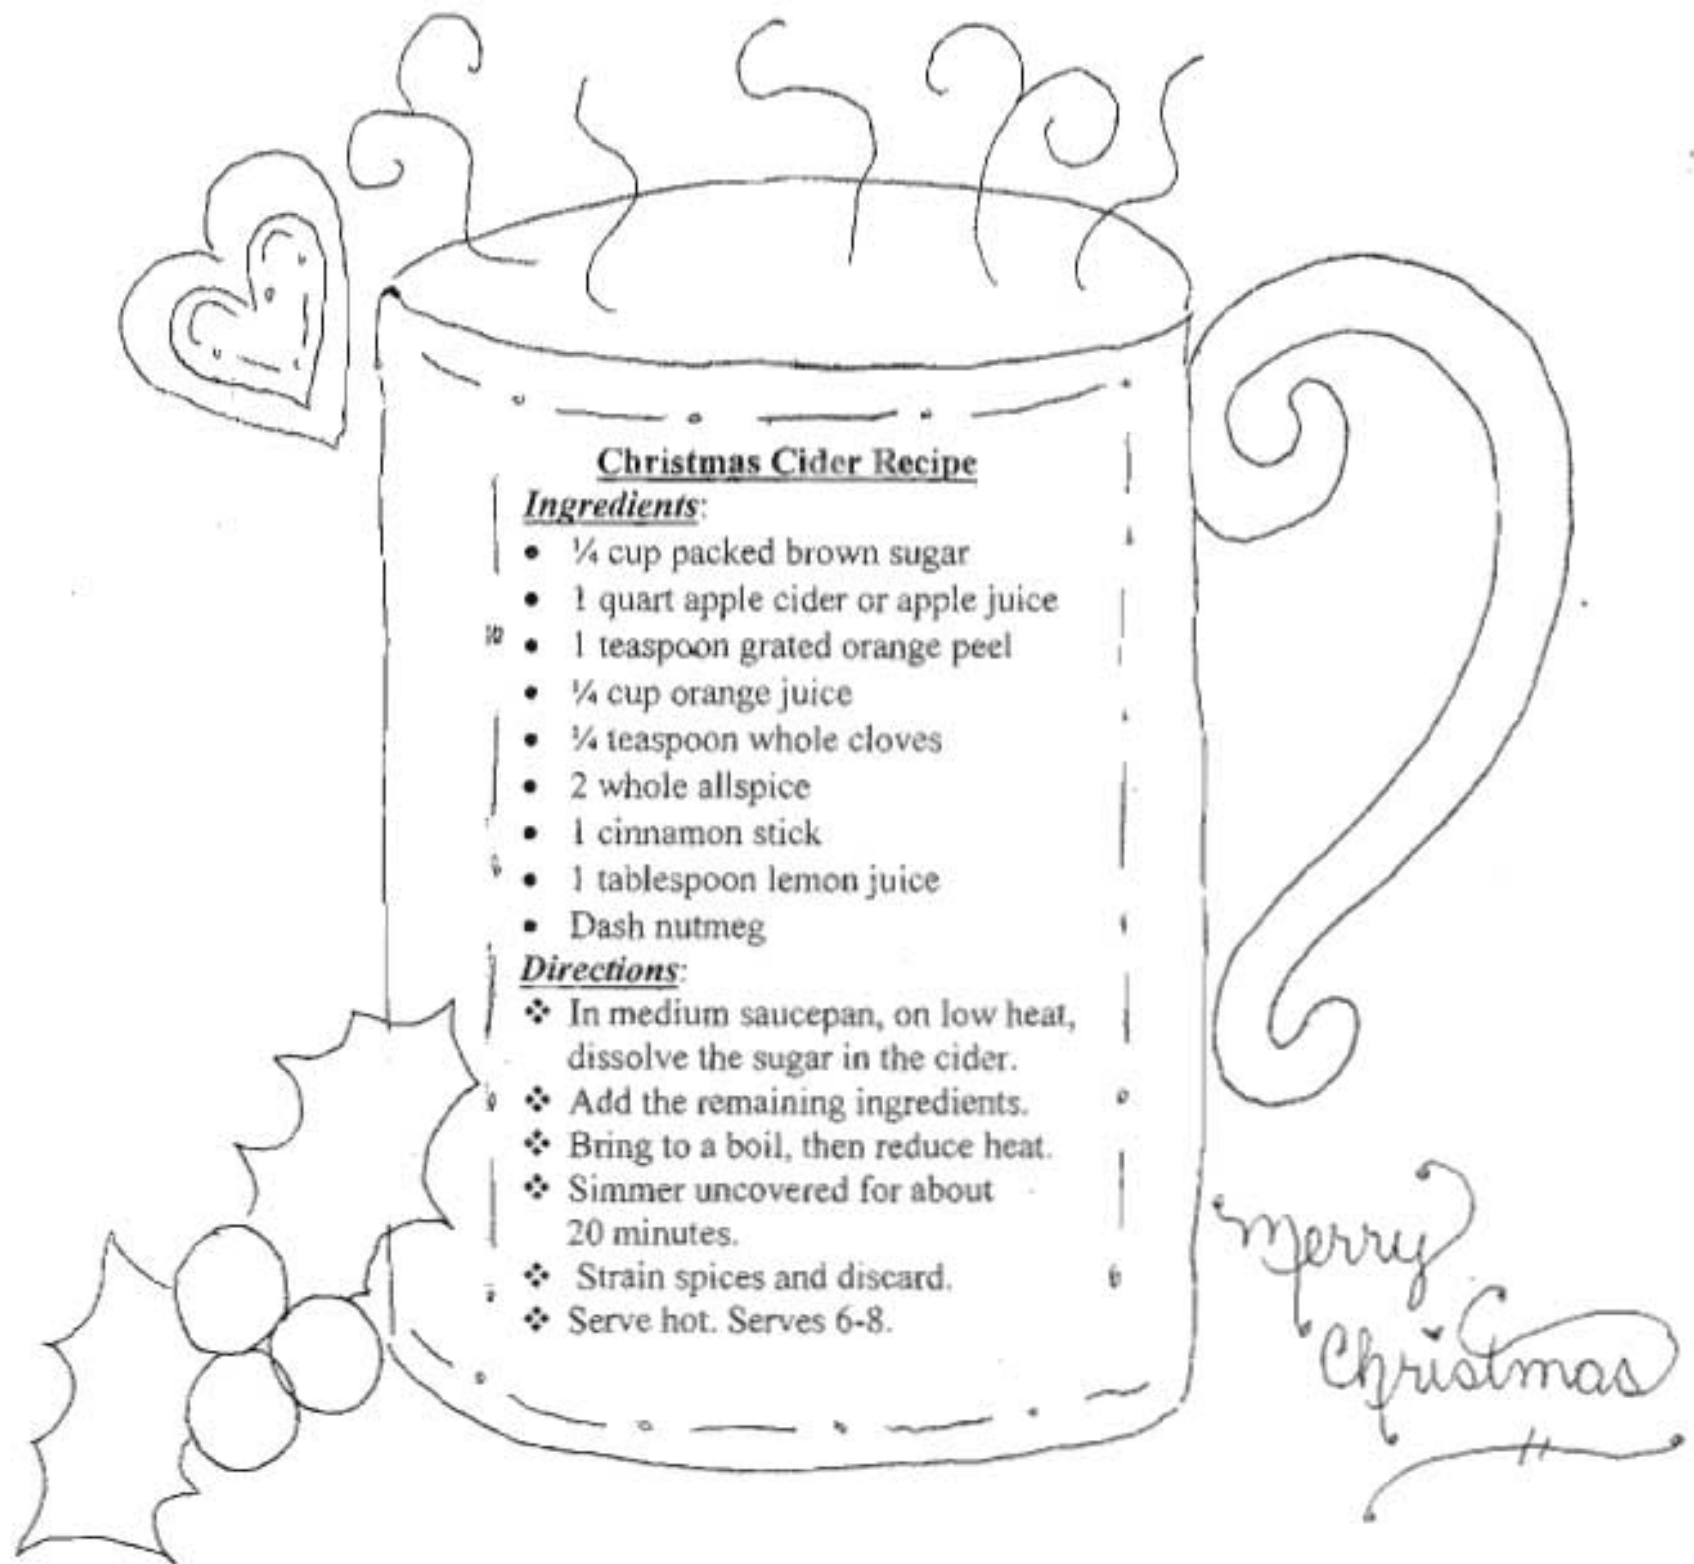 Christmas Cider Recipe
Ingredients:
• ¼ cup packed brown sugar
• 1 quart apple cider or apple juice
• 1 teaspoon grated orange peel
• ¼ cup orange juice
• ¼ teaspoon whole cloves
• 2 whole allspice
• 1 cinnamon stick
• 1 tablespoon lemon juice
• Dash nutmeg
Directions:
❖ In medium saucepan, on low heat,
dissolve the sugar in the cider.
❖ Add the remaining ingredients.
❖ Bring to a boil, then reduce heat.
❖ Simmer uncovered for about
20 minutes.
❖ Strain spices and discard.
❖ Serve hot. Serves 6-8.
Merry
Christmas